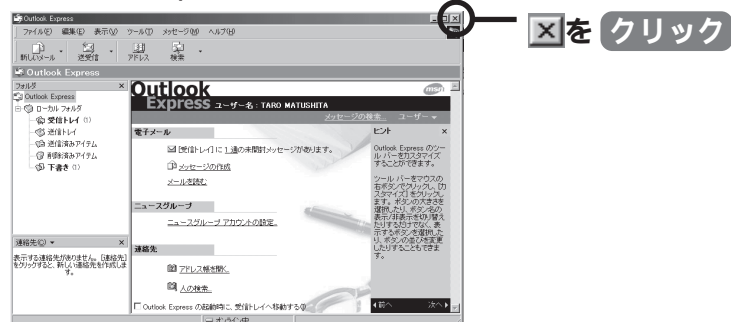 Outlook Express
ファイル(F) 編集(E) 表示(V) ツール(T) メッセージ(M) ヘルプ(H)
新しいメール 送受信 アドレス 検索
Outlook Express
フォルダ ×
Outlook Express
ローカル フォルダ
受信トレイ (1)
送信トレイ
送信済みアイテム
削除済みアイテム
下書き (1)
連絡先(C) ×
表示する連絡先がありません。[連絡先]
をクリックすると、新しい連絡先を作成しま
す。
Outlook
Express ユーザー名 : TARO MATUSHITA
msn
メッセージの検索... ユーザー
電子メール
[受信トレイ] に 1 通の未開封メッセージがあります。
メッセージの作成
メールを読む
ニュースグループ
ニュースグループ アカウントの設定...
連絡先
アドレス帳を開く...
人の検索...
Outlook Express の起動時に、受信トレイへ移動する(O)
ヒント ×
Outlook Express のツー
ル バーをカスタマイズ
することができます。
ツール バーをマウスの
右ボタンでクリックし、[カ
スタマイズ] をクリックし
ます。ボタンの大きさを
選択したり、ボタン名の
表示/非表示を切り替え
たりするだけでなく、表
示するボタンを選択した
り、ボタンの並びを変更
したりすることもできま
す。
前へ 次へ
オンライン中
×を クリック